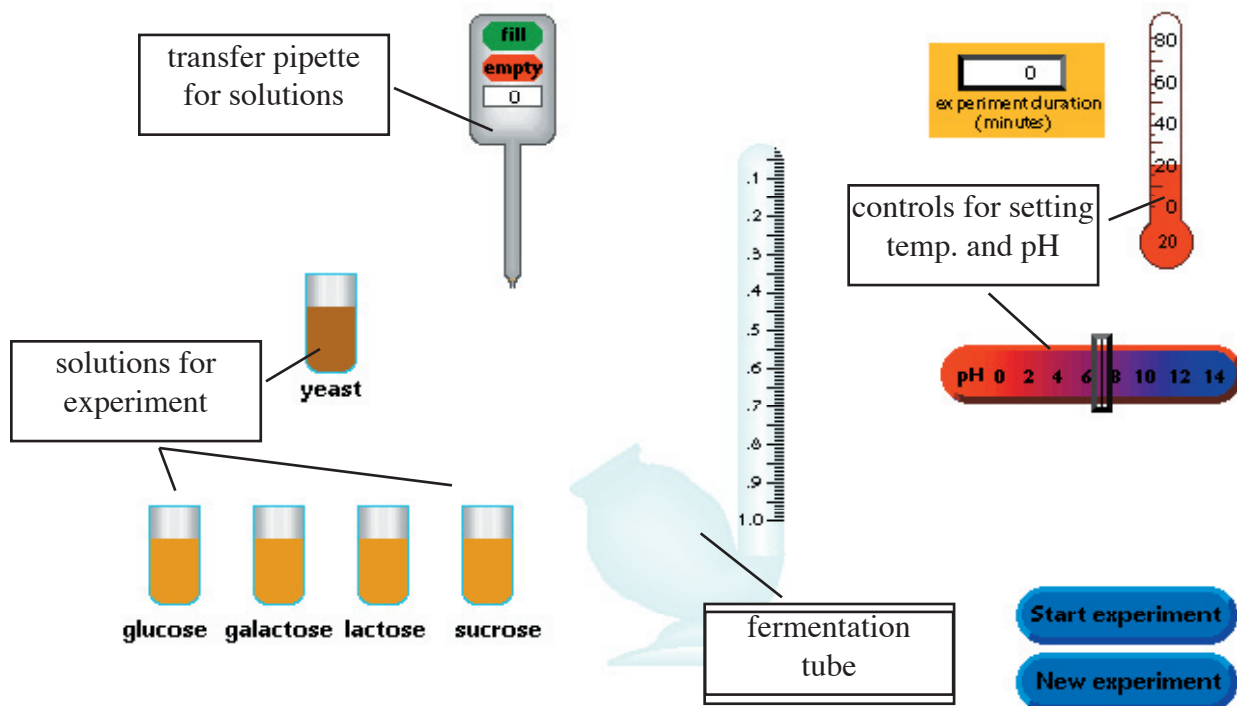 fill
empty
0
transfer pipette
for solutions
0
experiment duration
(minutes)
80
60
40
20
0
20
controls for setting
temp. and pH
.1
.2
.3
.4
.5
.6
.7
.8
.9
1.0
pH 0 2 4 6 8 10 12 14
solutions for
experiment
yeast
glucose galactose lactose sucrose
fermentation
tube
Start experiment
New experiment